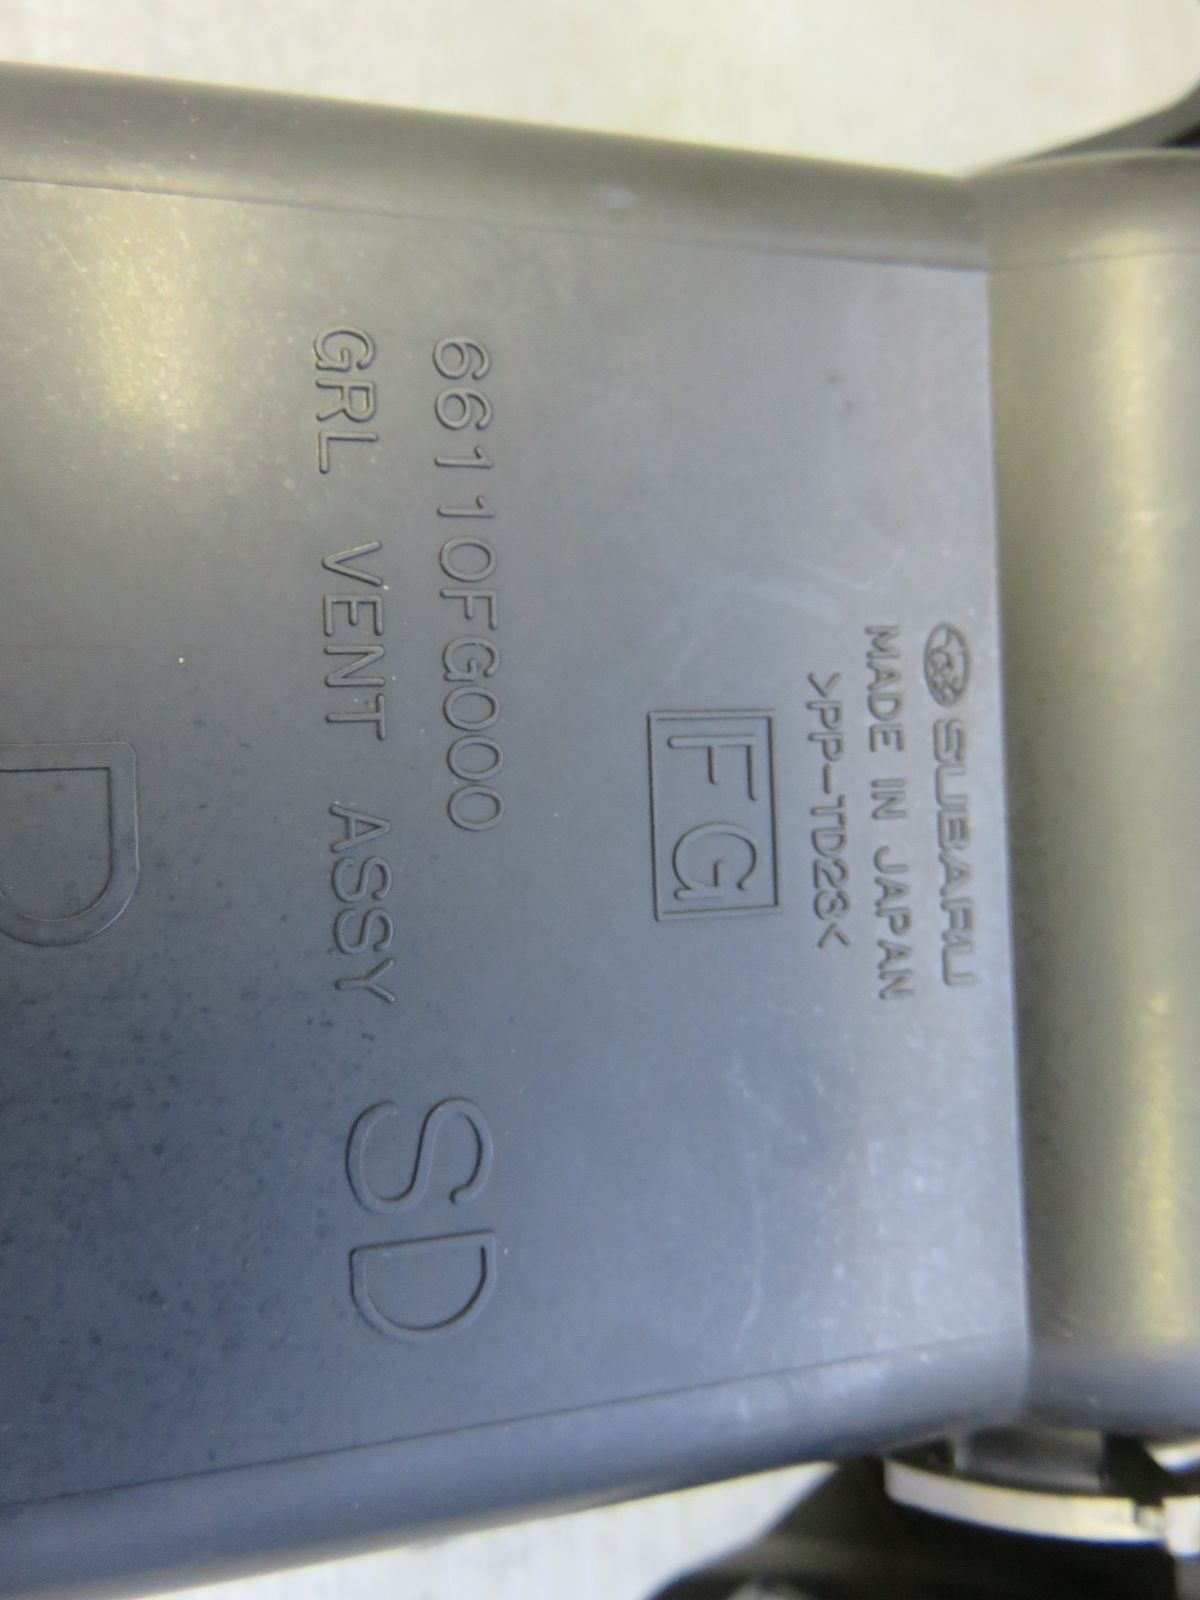 SUBARU
MADE IN JAPAN
>PP-TD23<
FG
66110FG000
GRL VENT ASSY
SD
D